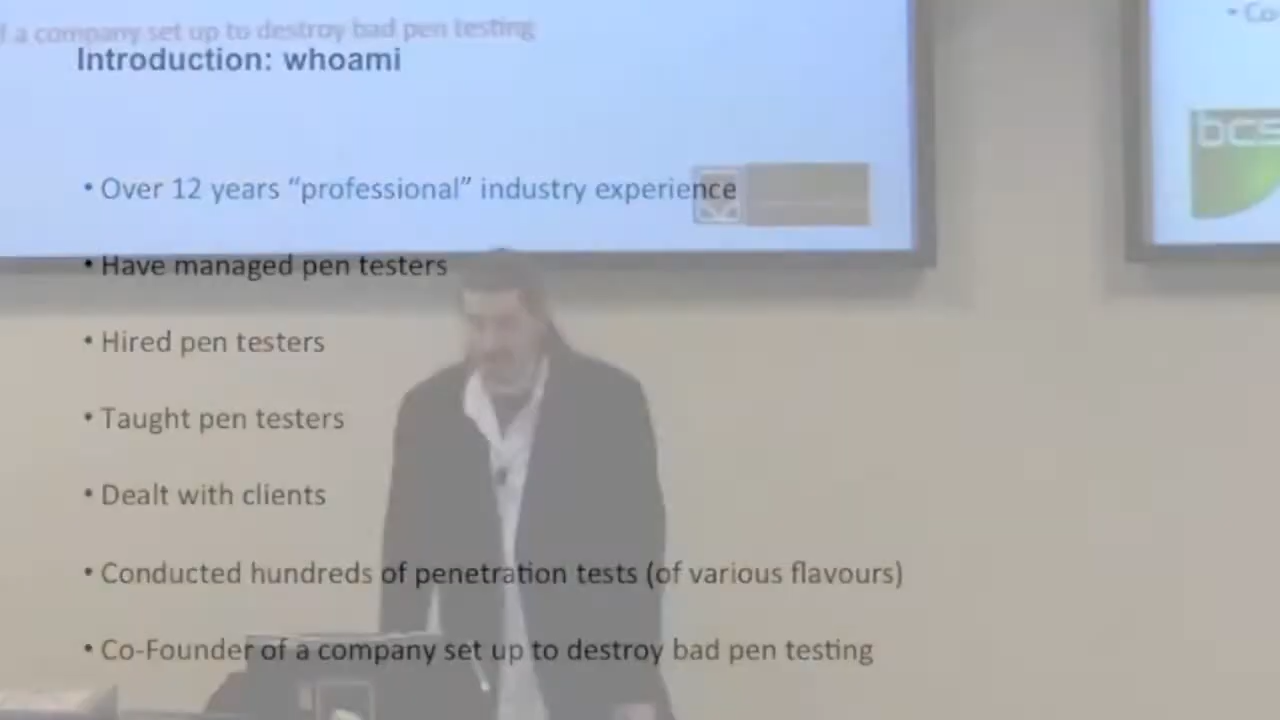 f a company set up to destroy bad pen testing
Introduction: whoami
• Co
bcs
• Over 12 years “professional” industry experience
• Have managed pen testers
• Hired pen testers
• Taught pen testers
• Dealt with clients
• Conducted hundreds of penetration tests (of various flavours)
• Co-Founder of a company set up to destroy bad pen testing